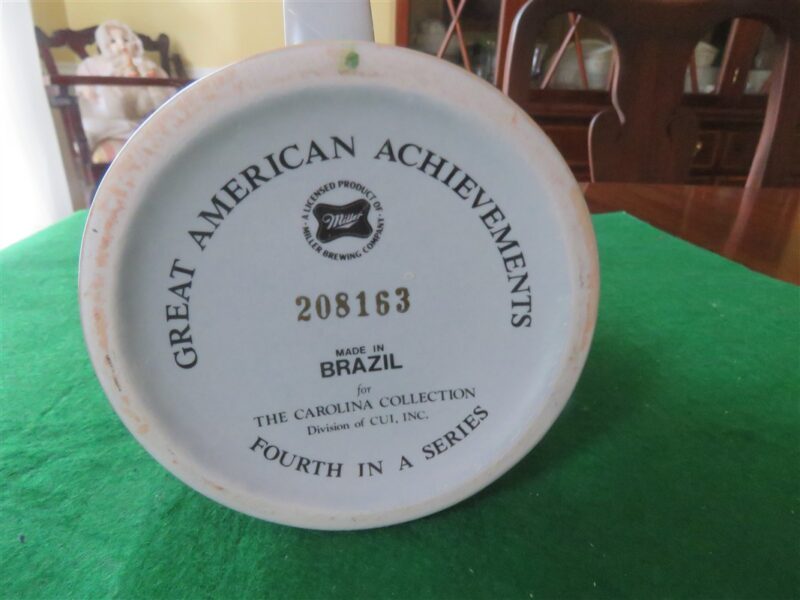 GREAT AMERICAN ACHIEVEMENTS
A LICENSED PRODUCT OF
Miller
MILLER BREWING COMPANY
208163
MADE IN
BRAZIL
for
THE CAROLINA COLLECTION
Division of CUI, INC.
FOURTH IN A SERIES